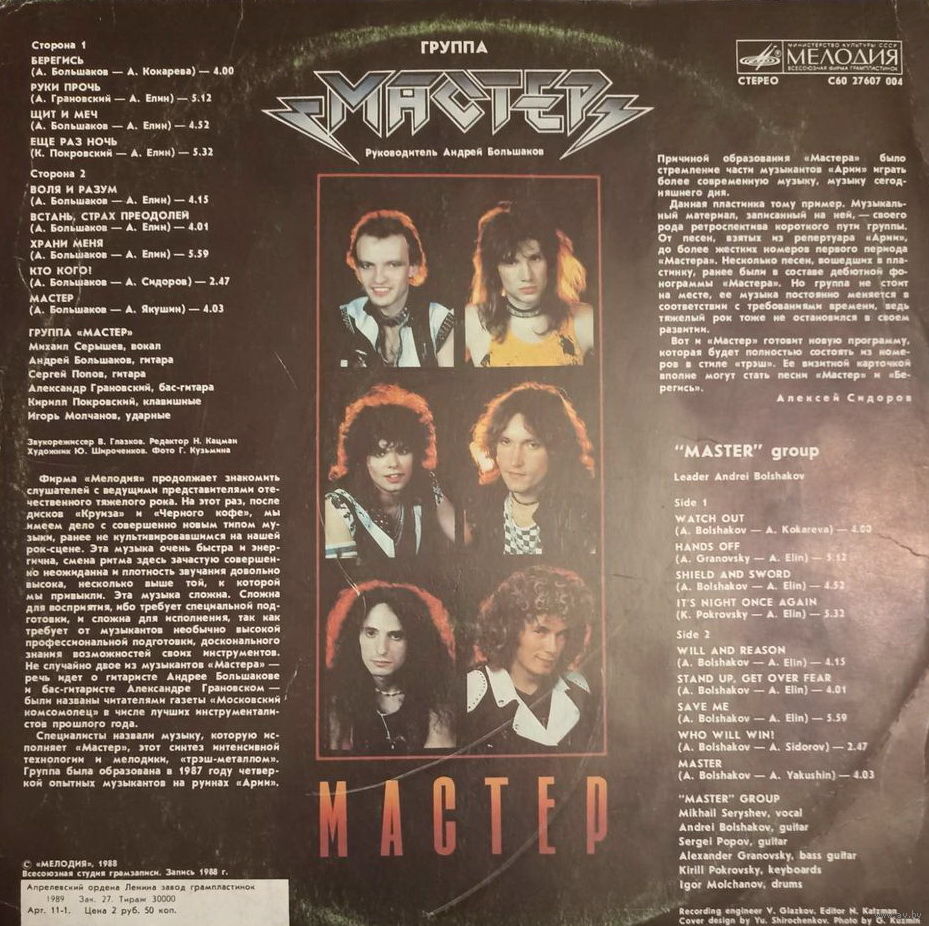 Сторона 1
БЕРЕГИСЬ
(А. Большаков — А. Кокарева) — 4.00
РУКИ ПРОЧЬ
(А. Грановский — А. Елин) — 5.12
ЩИТ И МЕЧ
(А. Большаков — А. Елин) — 4.52
ЕЩЕ РАЗ НОЧЬ
(К. Покровский — А. Елин) — 5.32
Сторона 2
ВОЛЯ И РАЗУМ
(А. Большаков — А. Елин) — 4.15
ВСТАНЬ, СТРАХ ПРЕОДОЛЕЙ
(А. Большаков — А. Елин) — 4.01
ХРАНИ МЕНЯ
(А. Большаков — А. Елин) — 5.59
КТО КОГО!
(А. Большаков — А. Сидоров) — 2.47
МАСТЕР
(А. Большаков — А. Якушин) — 4.03
ГРУППА «МАСТЕР»
Михаил Серышев, вокал
Андрей Большаков, гитара
Сергей Попов, гитара
Александр Грановский, бас-гитара
Кирилл Покровский, клавишные
Игорь Молчанов, ударные
Звукорежиссер В. Глазков. Редактор Н. Кацман
Художник Ю. Широченков. Фото Г. Кузьмина
Фирма «Мелодия» продолжает знакомить
слушателей с ведущими представителями оте-
чественного тяжелого рока. На этот раз, после
дисков «Круиза» и «Черного кофе», мы
имеем дело с совершенно новым типом му-
зыки, ранее не культивировавшимся на нашей
рок-сцене. Эта музыка очень быстра и энер-
гична, смена ритма здесь зачастую совершен-
но неожиданна и плотность звучания довольно
высока, несколько выше той, к которой
мы привыкли. Эта музыка сложна. Сложна
для восприятия, ибо требует специальной под-
готовки, и сложна для исполнения, так как
требует от музыкантов необычно высокой
профессиональной подготовки, досконального
знания возможностей своих инструментов.
Не случайно двое из музыкантов «Мастера» —
речь идет о гитаристе Андрее Большакове
и бас-гитаристе Александре Грановском —
были названы читателями газеты «Московский
комсомолец» в числе лучших инструментали-
стов прошлого года.
Специалисты назвали музыку, которую ис-
полняет «Мастер», этот синтез интенсивной
технологии и мелодики, «трэш-металлом».
Группа была образована в 1987 году четвер-
кой опытных музыкантов на руинах «Арии».
© «МЕЛОДИЯ», 1988
Всесоюзная студия грамзаписи. Запись 1988 г.
Апрелевский ордена Ленина завод грампластинок
1989 Зак. 27. Тираж 30000
Арт. 11-1. Цена 2 руб. 50 коп.
ГРУППА
МАСТЕР
Руководитель Андрей Большаков
МАСТЕР
МИНИСТЕРСТВО КУЛЬТУРЫ СССР
МЕЛОДИЯ
ВСЕСОЮЗНАЯ ФИРМА ГРАМПЛАСТИНОК
СТЕРЕО С60 27607 004
Причиной образования «Мастера» было
стремление части музыкантов «Арии» играть
более современную музыку, музыку сегод-
няшнего дня.
Данная пластинка тому пример. Музыкаль-
ный материал, записанный на ней, — своего
рода ретроспектива короткого пути группы.
От песен, взятых из репертуара «Арии»,
до более жестких номеров первого периода
«Мастера». Несколько песен, вошедших в пла-
стинку, ранее были в составе дебютной фо-
нограммы «Мастера». Но группа не стоит
на месте, ее музыка постоянно меняется в
соответствии с требованиями времени, ведь
тяжелый рок тоже не остановился в своем
развитии.
Вот и «Мастер» готовит новую программу,
которая будет полностью состоять из номе-
ров в стиле «трэш». Ее визитной карточкой
вполне могут стать песни «Мастер» и «Бе-
регись».
Алексей Сидоров
"MASTER" group
Leader Andrei Bolshakov
Side 1
WATCH OUT
(A. Bolshakov — A. Kokareva) — 4.00
HANDS OFF
(A. Granovsky — A. Elin) — 5.12
SHIELD AND SWORD
(A. Bolshakov — A. Elin) — 4.52
IT'S NIGHT ONCE AGAIN
(K. Pokrovsky — A. Elin) — 5.32
Side 2
WILL AND REASON
(A. Bolshakov — A. Elin) — 4.15
STAND UP, GET OVER FEAR
(A. Bolshakov — A. Elin) — 4.01
SAVE ME
(A. Bolshakov — A. Elin) — 5.59
WHO WILL WIN!
(A. Bolshakov — A. Sidorov) — 2.47
MASTER
(A. Bolshakov — A. Yakushin) — 4.03
"MASTER" GROUP
Mikhail Seryshev, vocal
Andrei Bolshakov, guitar
Sergei Popov, guitar
Alexander Granovsky, bass guitar
Kirill Pokrovsky, keyboards
Igor Molchanov, drums
Recording engineer V. Glazkov. Editor N. Katzman
Cover design by Yu. Shirochenkov. Photo by G. Kuzmin